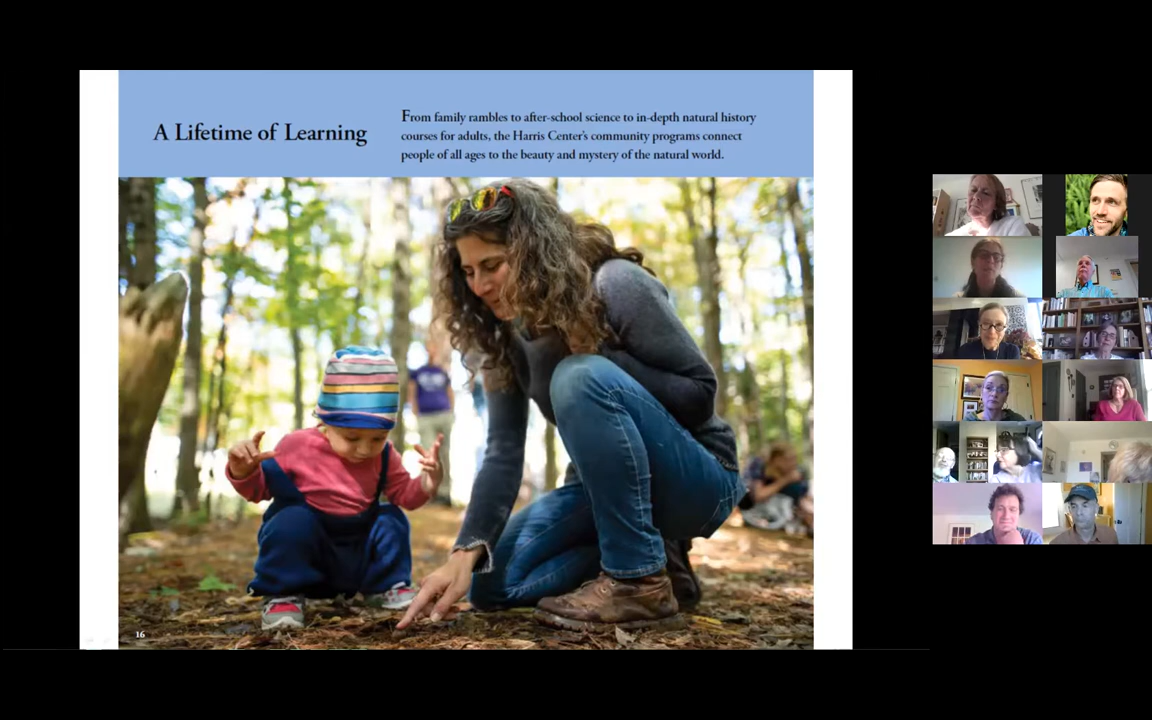 A Lifetime of Learning
From family rambles to after-school science to in-depth natural history
courses for adults, the Harris Center's community programs connect
people of all ages to the beauty and mystery of the natural world.
16